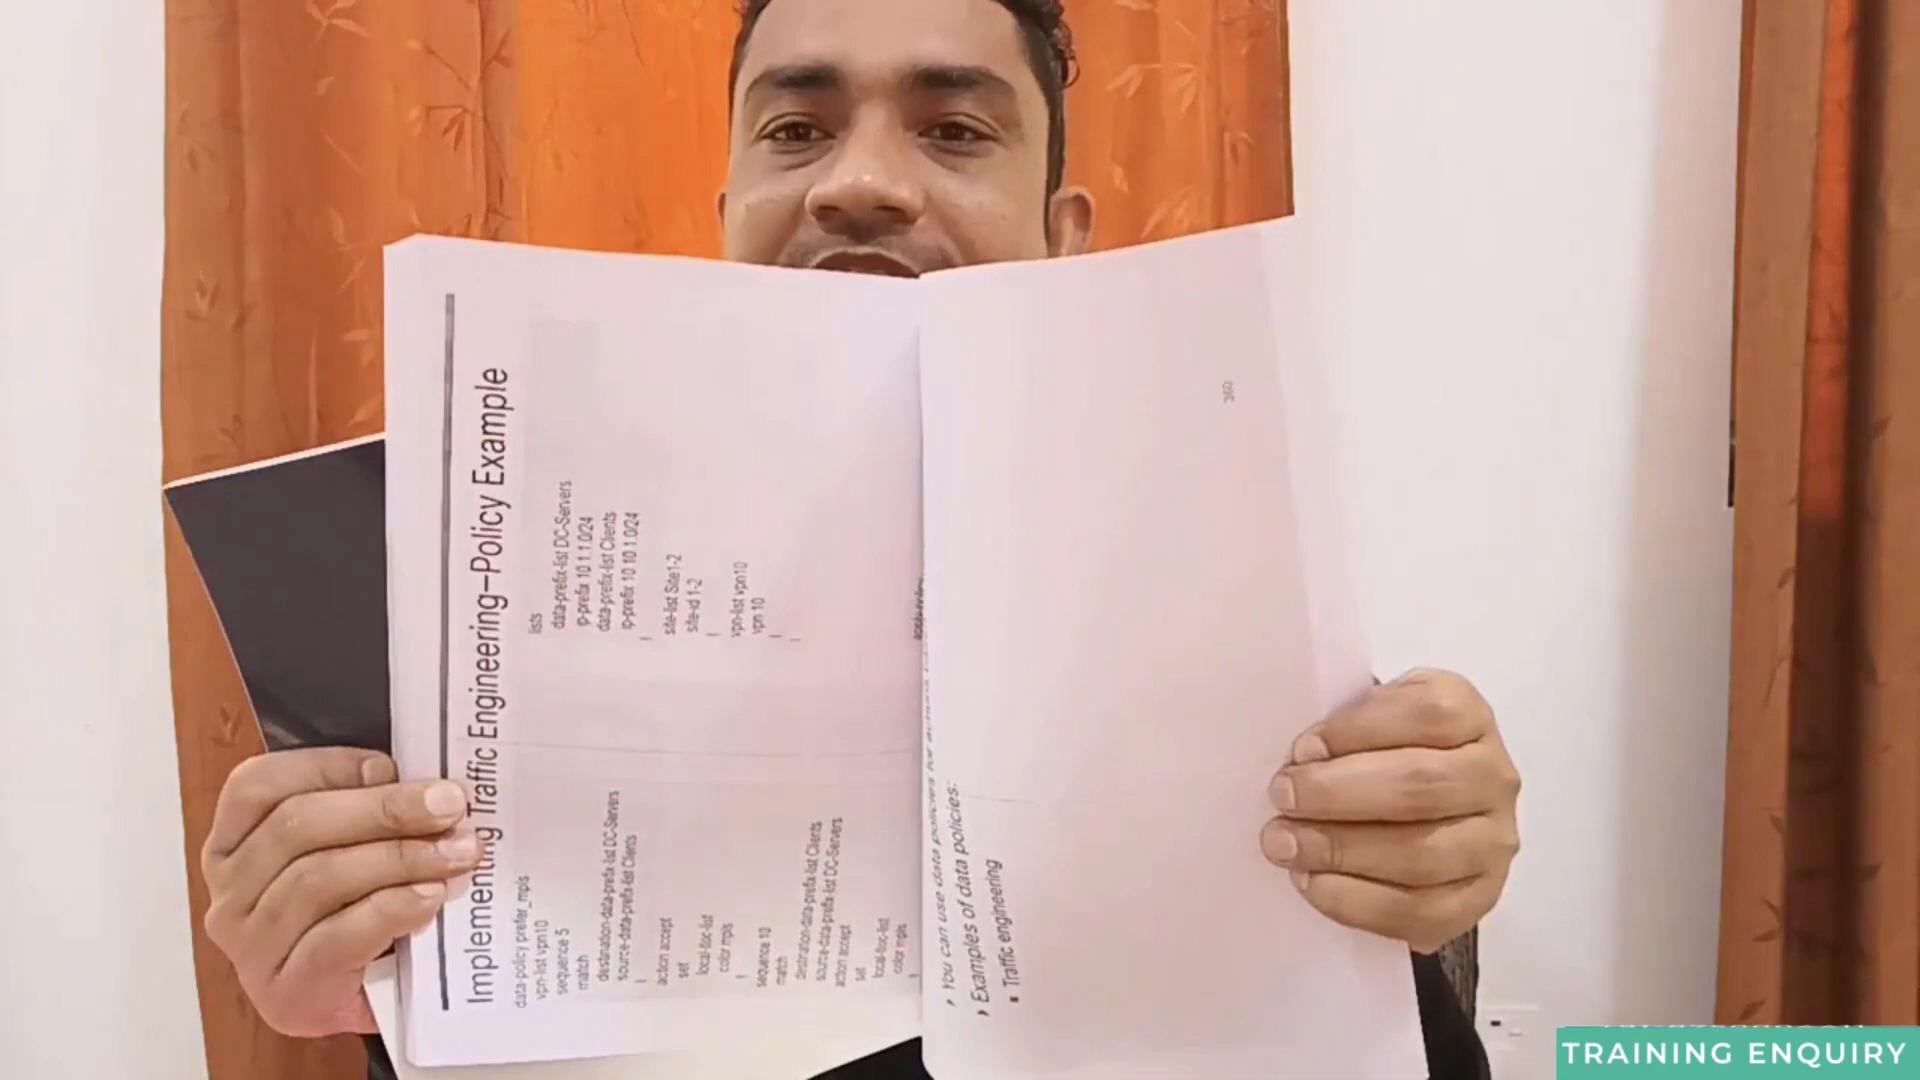 Implementing Traffic Engineering–Policy Example
data-policy prefer_mpls
vpn-list vpn10
sequence 5
match
destination-data-prefix-list DC-Servers
source-data-prefix-list Clients
!
action accept
set
local-tloc-list
color mpls
!
sequence 10
match
destination-data-prefix-list Clients
source-data-prefix-list DC-Servers
action accept
set
local-tloc-list
color mpls
!
lists
data-prefix-list DC-Servers
ip-prefix 10.1.1.0/24
data-prefix-list Clients
ip-prefix 10.10.1.0/24
!
site-list Site1-2
site-id 1-2
!
vpn-list vpn10
vpn 10
!
!
You can use data policies for
Examples of data policies:
Traffic engineering
360
TRAINING ENQUIRY